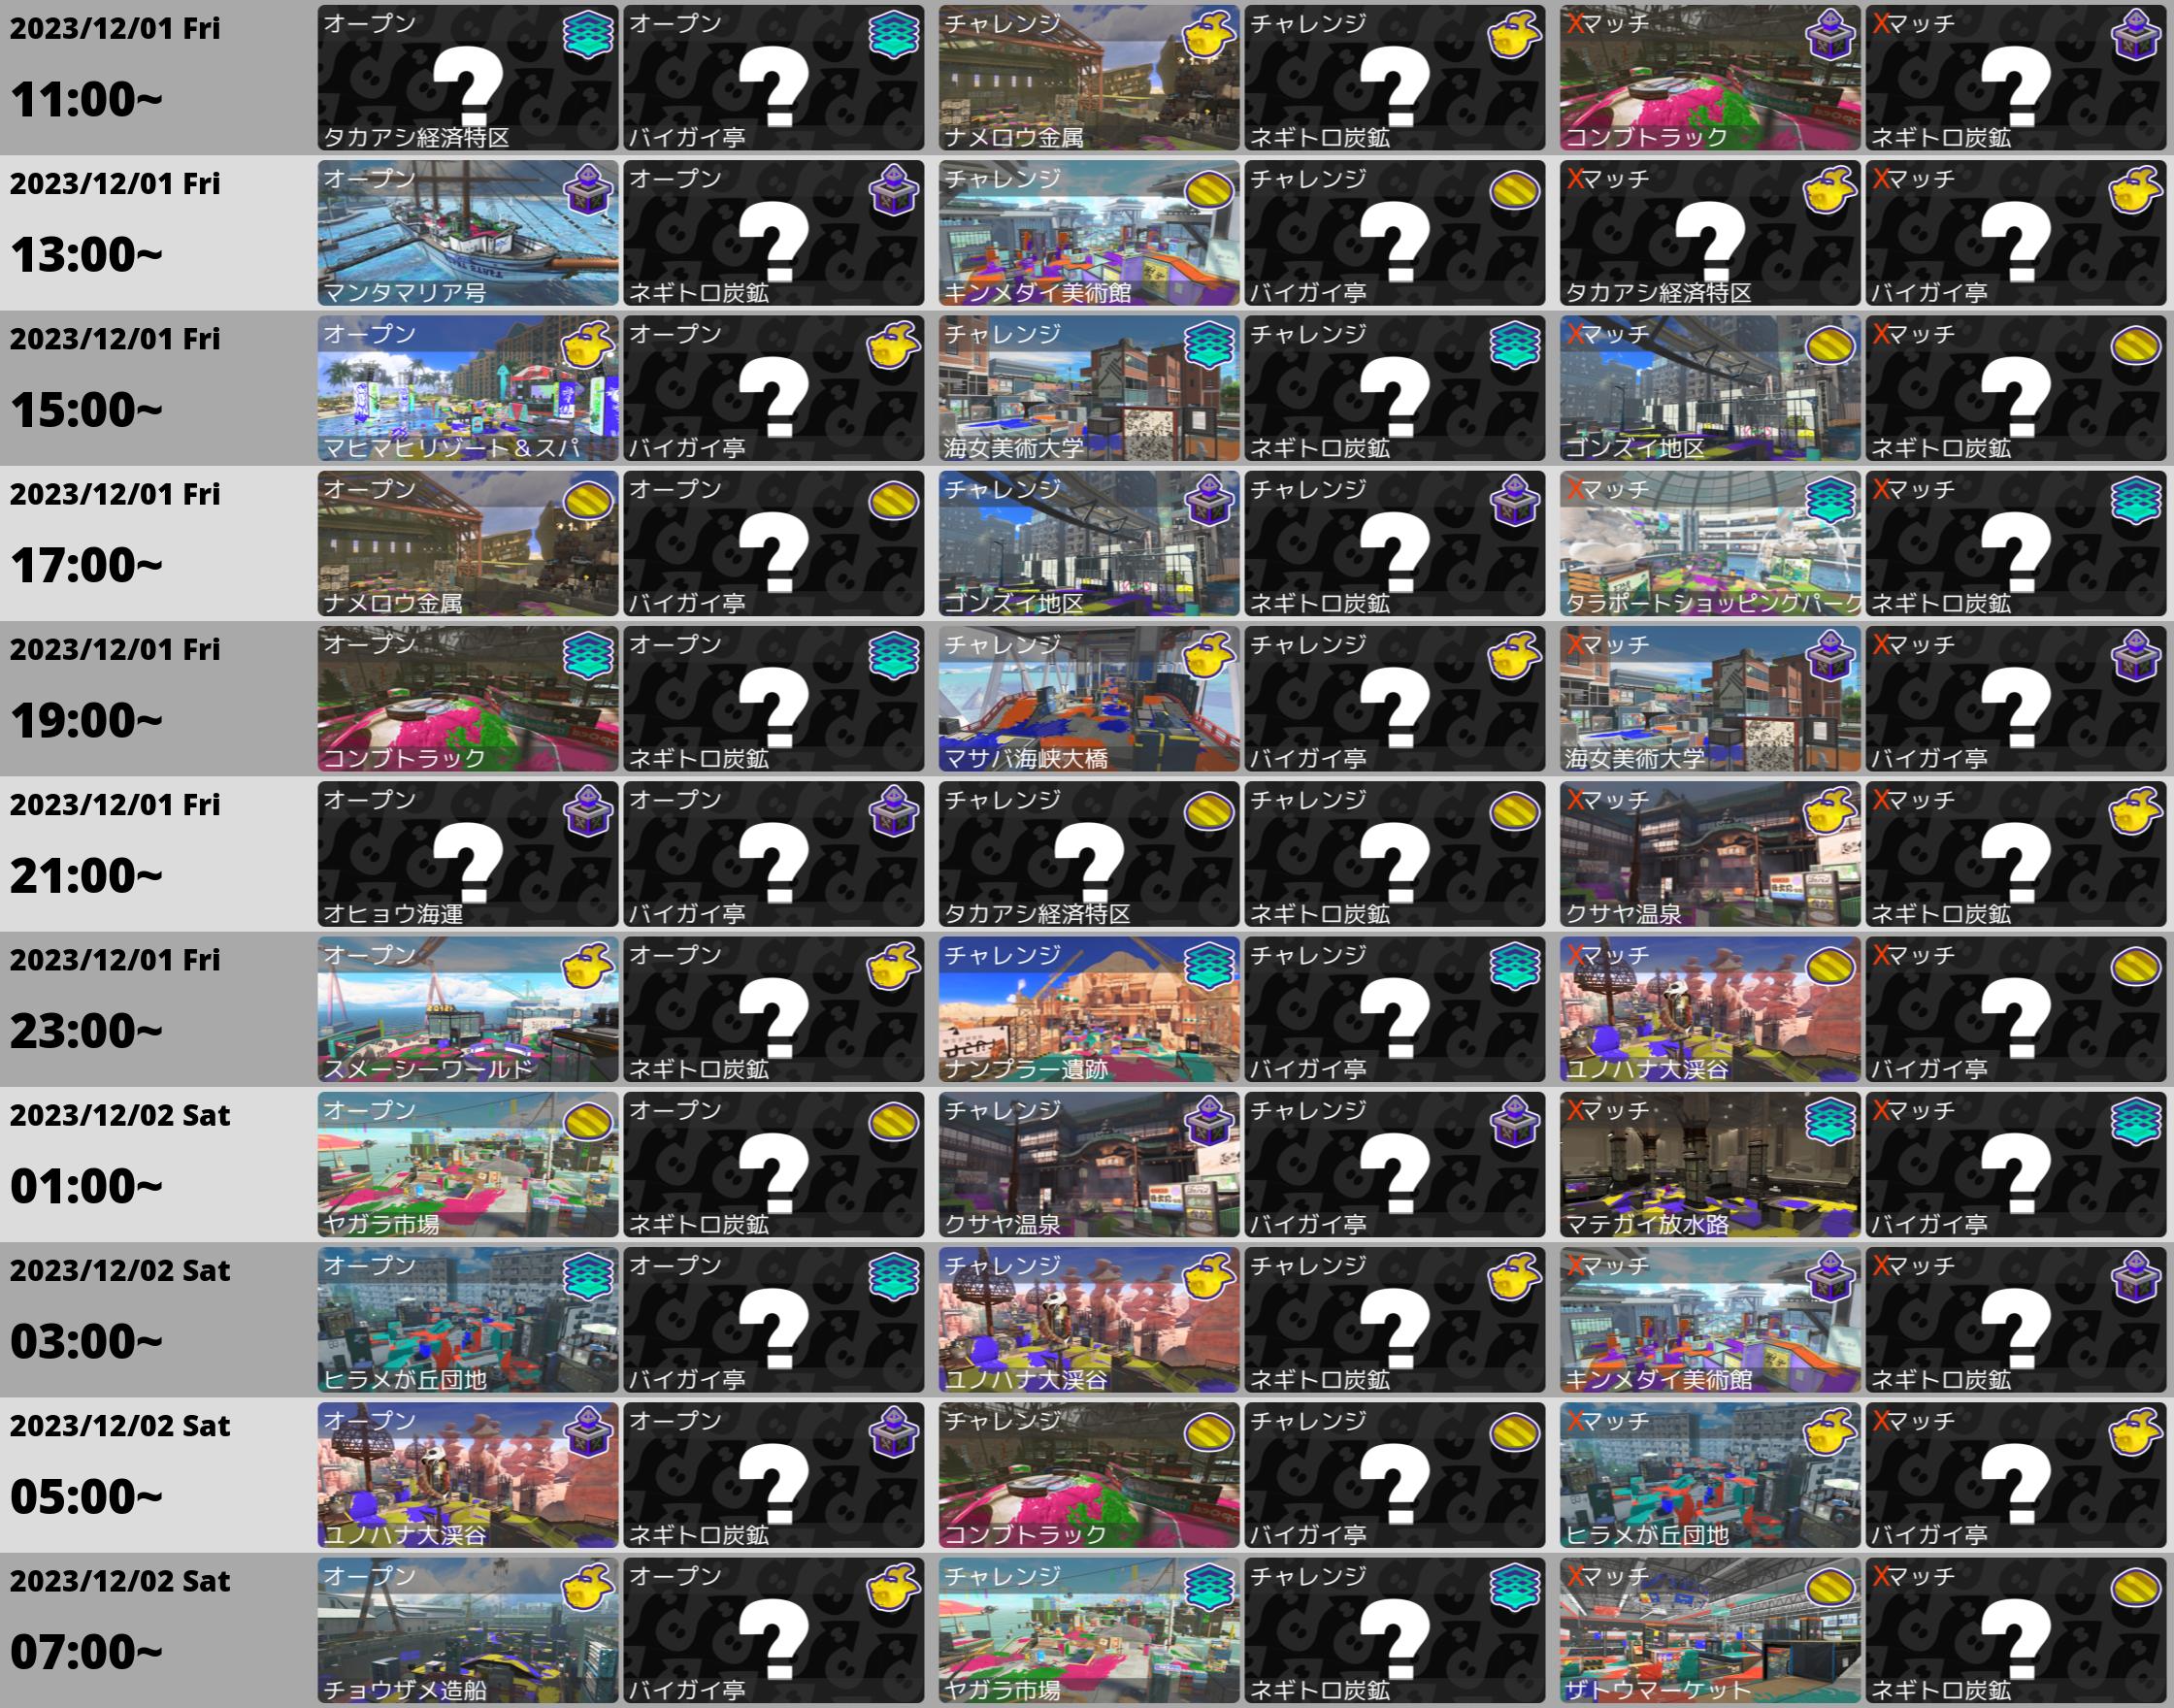 2023/12/01 Fri
11:00~
オープン
タカアシ経済特区
オープン
バイガイ亭
チャレンジ
ナメロウ金属
チャレンジ
ネギトロ炭鉱
Xマッチ
コンブトラック
Xマッチ
ネギトロ炭鉱
2023/12/01 Fri
13:00~
オープン
マンタマリア号
オープン
ネギトロ炭鉱
チャレンジ
キンメダイ美術館
チャレンジ
バイガイ亭
Xマッチ
タカアシ経済特区
Xマッチ
バイガイ亭
2023/12/01 Fri
15:00~
オープン
マヒマヒリゾート＆スパ
オープン
バイガイ亭
チャレンジ
海女美術大学
チャレンジ
ネギトロ炭鉱
Xマッチ
ゴンズイ地区
Xマッチ
ネギトロ炭鉱
2023/12/01 Fri
17:00~
オープン
ナメロウ金属
オープン
バイガイ亭
チャレンジ
ゴンズイ地区
チャレンジ
ネギトロ炭鉱
Xマッチ
タラポートショッピングパーク
Xマッチ
ネギトロ炭鉱
2023/12/01 Fri
19:00~
オープン
コンブトラック
オープン
ネギトロ炭鉱
チャレンジ
マサバ海峡大橋
チャレンジ
バイガイ亭
Xマッチ
海女美術大学
Xマッチ
バイガイ亭
2023/12/01 Fri
21:00~
オープン
オヒョウ海運
オープン
バイガイ亭
チャレンジ
タカアシ経済特区
チャレンジ
ネギトロ炭鉱
Xマッチ
クサヤ温泉
Xマッチ
ネギトロ炭鉱
2023/12/01 Fri
23:00~
オープン
スメーシーワールド
オープン
ネギトロ炭鉱
チャレンジ
ナンプラー遺跡
チャレンジ
バイガイ亭
Xマッチ
ユノハナ大渓谷
Xマッチ
バイガイ亭
2023/12/02 Sat
01:00~
オープン
ヤガラ市場
オープン
ネギトロ炭鉱
チャレンジ
クサヤ温泉
チャレンジ
バイガイ亭
Xマッチ
マテガイ放水路
Xマッチ
バイガイ亭
2023/12/02 Sat
03:00~
オープン
ヒラメが丘団地
オープン
バイガイ亭
チャレンジ
ユノハナ大渓谷
チャレンジ
ネギトロ炭鉱
Xマッチ
キンメダイ美術館
Xマッチ
ネギトロ炭鉱
2023/12/02 Sat
05:00~
オープン
ユノハナ大渓谷
オープン
ネギトロ炭鉱
チャレンジ
コンブトラック
チャレンジ
バイガイ亭
Xマッチ
ヒラメが丘団地
Xマッチ
バイガイ亭
2023/12/02 Sat
07:00~
オープン
チョウザメ造船
オープン
バイガイ亭
チャレンジ
ヤガラ市場
チャレンジ
ネギトロ炭鉱
Xマッチ
ザトウマーケット
Xマッチ
ネギトロ炭鉱